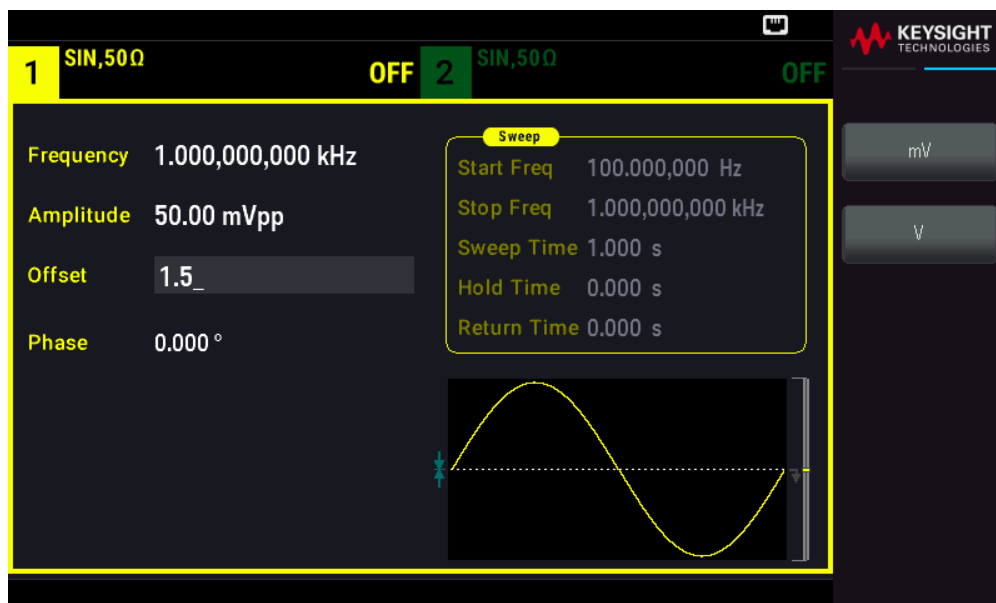 KEYSIGHT
TECHNOLOGIES
1 SIN,50Ω OFF 2 SIN,50Ω OFF
Sweep
Frequency 1.000,000,000 kHz
Amplitude 50.00 mVpp
Offset 1.5_
Phase 0.000 °
Start Freq 100.000,000 Hz
Stop Freq 1.000,000,000 kHz
Sweep Time 1.000 s
Hold Time 0.000 s
Return Time 0.000 s
mV
V